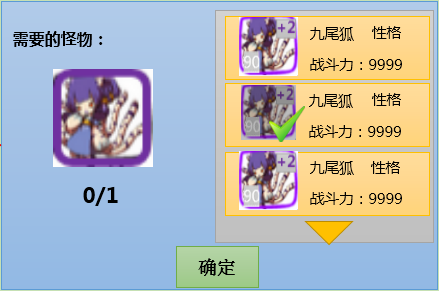 需要的怪物：
0/1
+2
90
九尾狐 性格
战斗力：9999
+2
90
九尾狐 性格
战斗力：9999
+2
90
九尾狐 性格
战斗力：9999
确定